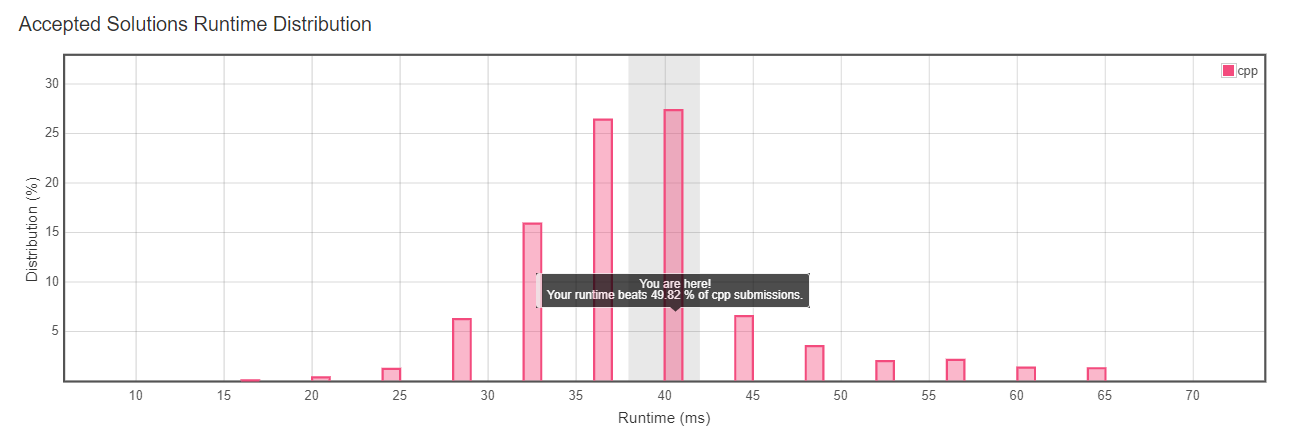 Accepted Solutions Runtime Distribution
cpp
Distribution (%)
30
25
20
15
10
5
You are here!
Your runtime beats 49.82 % of cpp submissions.
10 15 20 25 30 35 40 45 50 55 60 65 70
Runtime (ms)